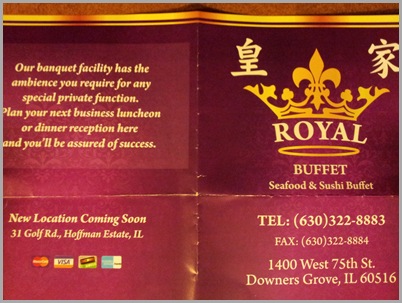 Our banquet facility has the
ambience you require for any
special private function.
Plan your next business luncheon
or dinner reception here
and you'll be assured of success.
New Location Coming Soon
31 Golf Rd., Hoffman Estate, IL
MasterCard VISA
皇 家
ROYAL
BUFFET
Seafood & Sushi Buffet
TEL: (630)322-8883
FAX: (630)322-8884
1400 West 75th St.
Downers Grove, IL 60516